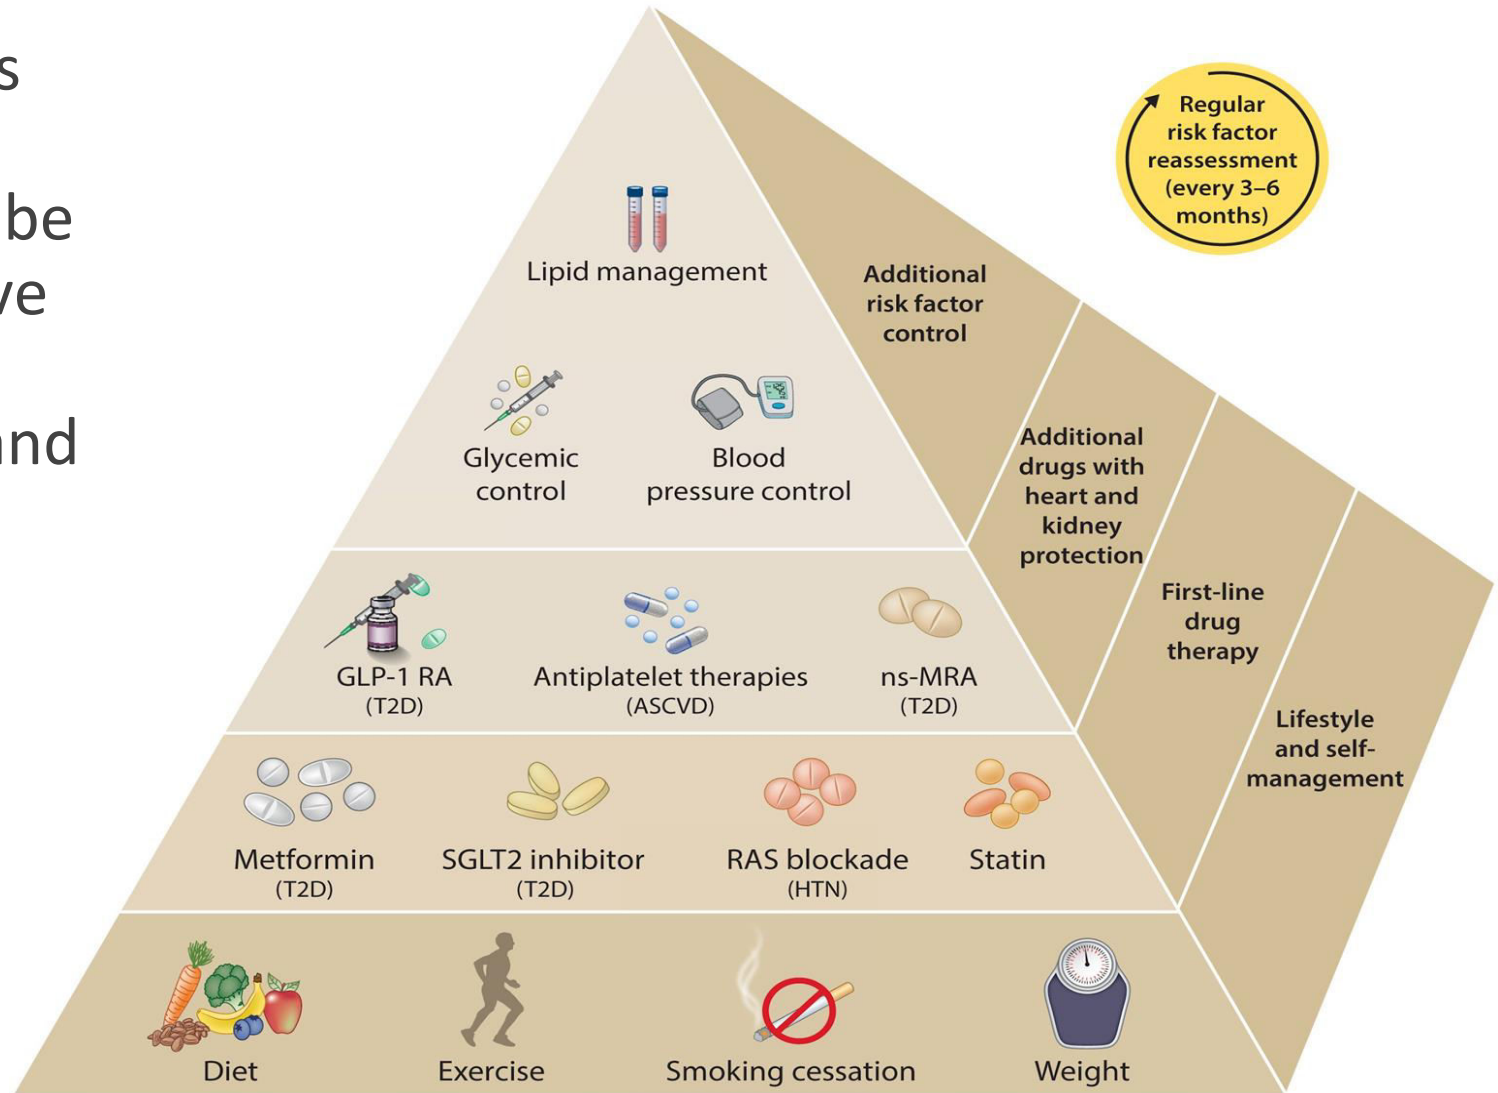 be
and
Regular
risk factor
reassessment
(every 3–6
months)
Lipid management
Additional
risk factor
control
Glycemic
control
Blood
pressure control
Additional
drugs with
heart and
kidney
protection
GLP-1 RA
(T2D)
Antiplatelet therapies
(ASCVD)
ns-MRA
(T2D)
First-line
drug
therapy
Metformin
(T2D)
SGLT2 inhibitor
(T2D)
RAS blockade
(HTN)
Statin
Lifestyle
and self-
management
Diet
Exercise
Smoking cessation
Weight